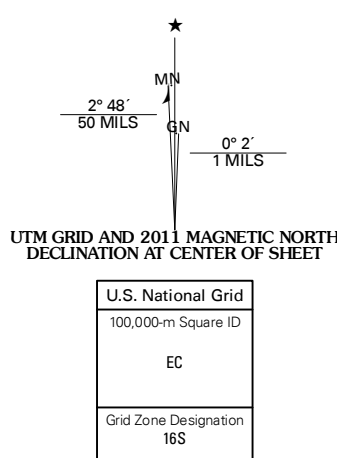 ★
MN
2° 48´
50 MILS
GN
0° 2´
1 MILS
UTM GRID AND 2011 MAGNETIC NORTH
DECLINATION AT CENTER OF SHEET
U.S. National Grid
100,000-m Square ID
EC
Grid Zone Designation
16S